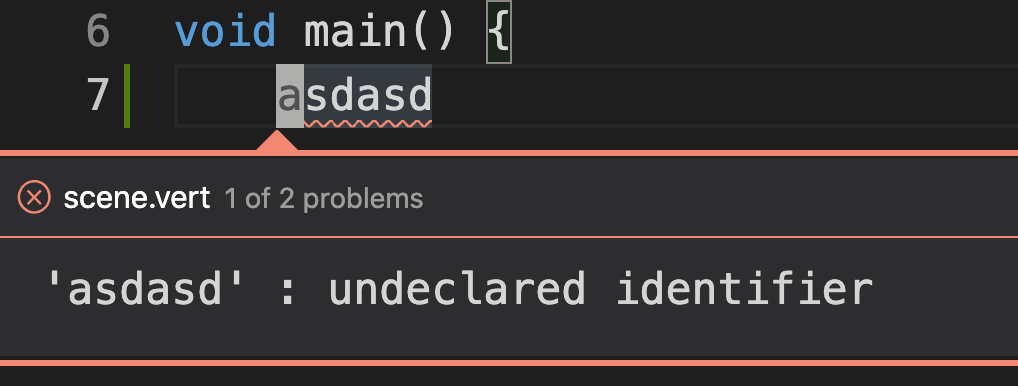 6 void main() {
7 asdasd
scene.vert 1 of 2 problems
'asdasd' : undeclared identifier